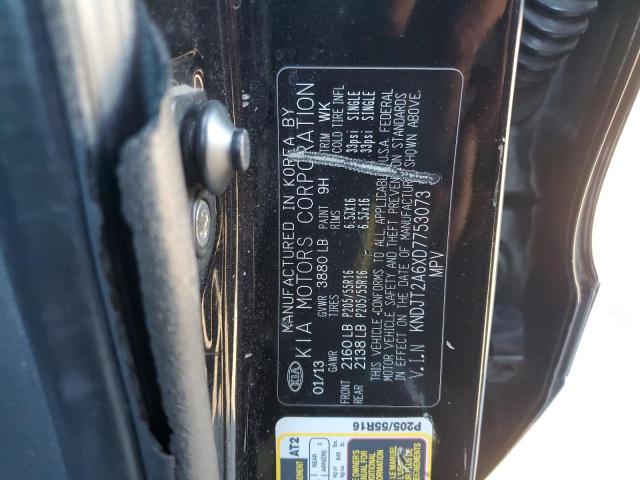 KIA MANUFACTURED IN KOREA BY
KIA MOTORS CORPORATION
01/13 GVWR 3880 LB PAINT 9H TRIM WK
GAWR TIRES RIMS COLD TIRE INFL
FRONT 2160 LB P205/55R16 6.5Jx16 33psi SINGLE
REAR 2138 LB P205/55R16 6.5Jx16 33psi SINGLE
THIS VEHICLE CONFORMS TO ALL APPLICABLE U.S.A. FEDERAL
MOTOR VEHICLE SAFETY AND THEFT PREVENTION STANDARDS
IN EFFECT ON THE DATE OF MANUFACTURE SHOWN ABOVE.
V.I.N KNDJT2A6XD7753073
MPV
AT2
REAR
ARRIÈRE
P205/55R16